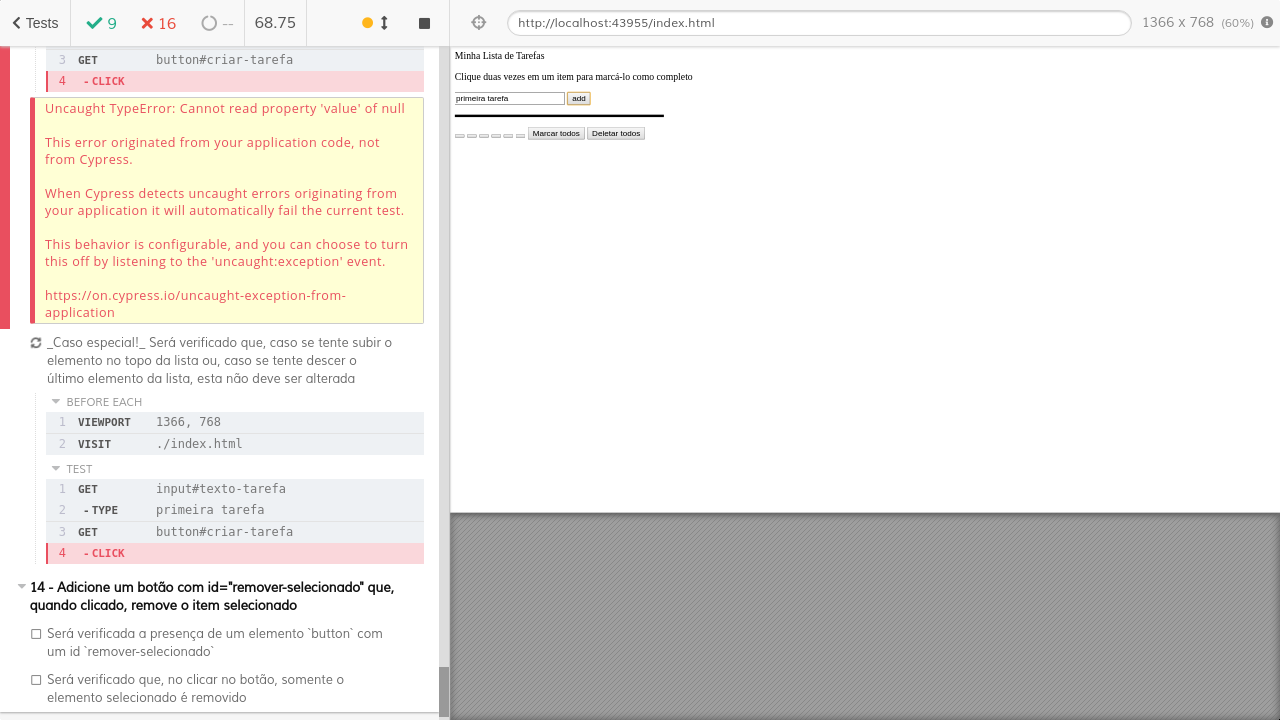 Tests
9
16
--
68.75
http://localhost:43955/index.html
1366 x 768 (60%)
3 GET button#criar-tarefa
4 -CLICK
Uncaught TypeError: Cannot read property 'value' of null
This error originated from your application code, not
from Cypress.
When Cypress detects uncaught errors originating from
your application it will automatically fail the current test.
This behavior is configurable, and you can choose to turn
this off by listening to the 'uncaught:exception' event.
https://on.cypress.io/uncaught-exception-from-
application
_Caso especial!_ Será verificado que, caso se tente subir o
elemento no topo da lista ou, caso se tente descer o
último elemento da lista, esta não deve ser alterada
BEFORE EACH
1 VIEWPORT 1366, 768
2 VISIT ./index.html
TEST
1 GET input#texto-tarefa
2 -TYPE primeira tarefa
3 GET button#criar-tarefa
4 -CLICK
14 - Adicione um botão com id="remover-selecionado" que,
quando clicado, remove o item selecionado
Será verificada a presença de um elemento `button` com
um id `remover-selecionado`
Será verificado que, no clicar no botão, somente o
elemento selecionado é removido
Minha Lista de Tarefas
Clique duas vezes em um item para marcá-lo como completo
primeira tarefa add
Marcar todos Deletar todos